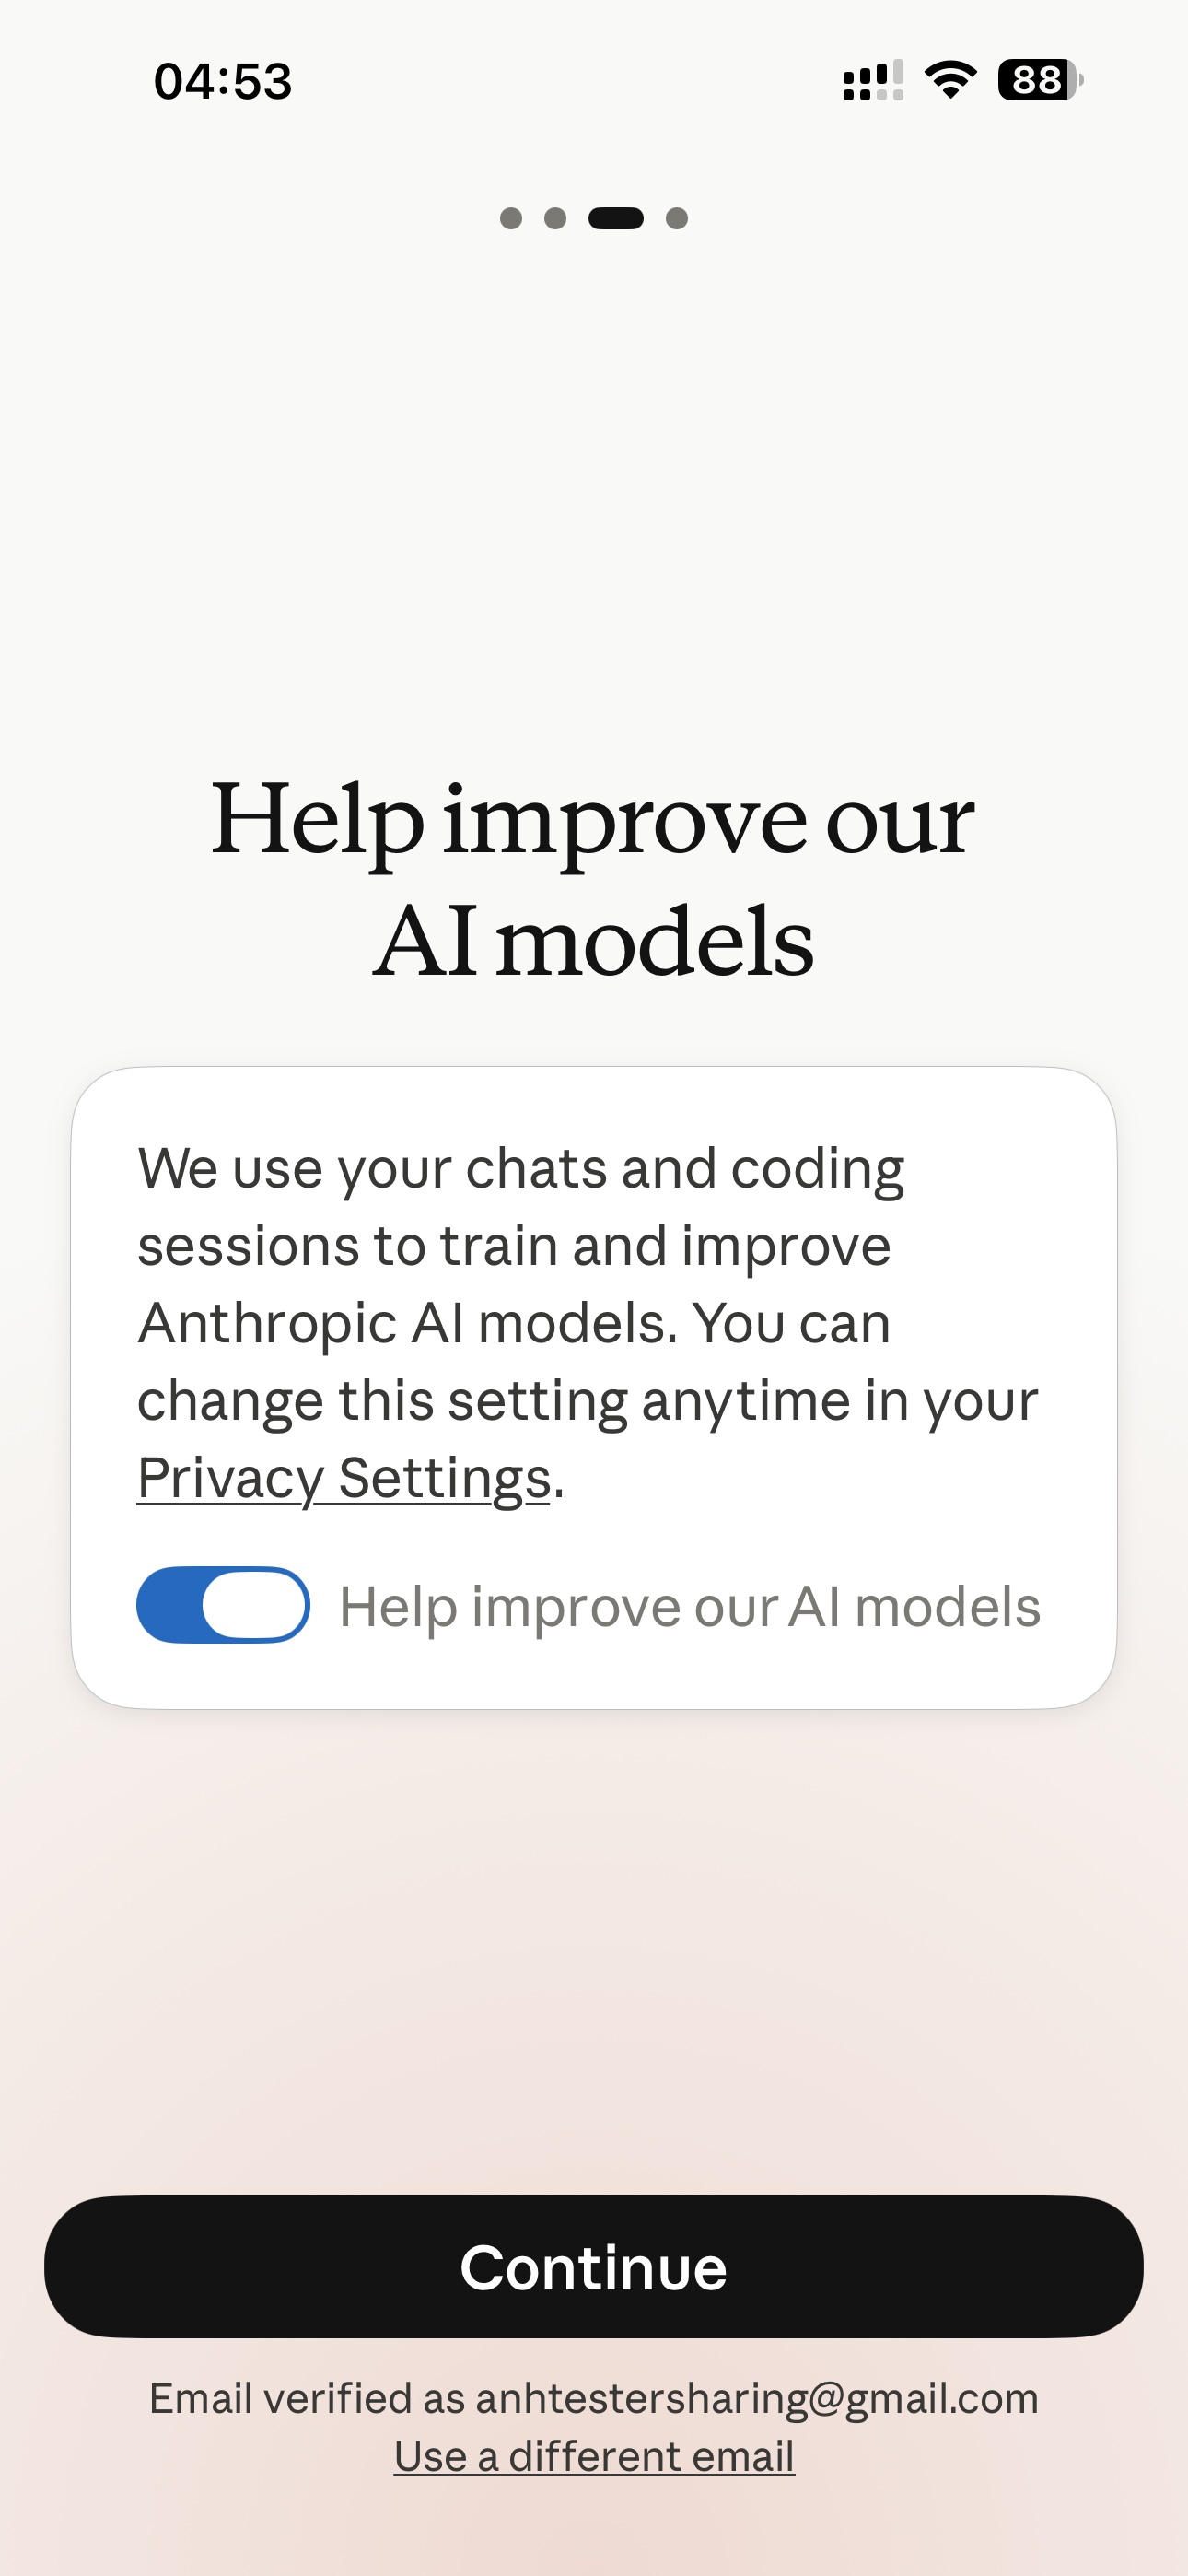 04:53
88
Help improve our
AI models
We use your chats and coding
sessions to train and improve
Anthropic AI models. You can
change this setting anytime in your
Privacy Settings.
Help improve our AI models
Continue
Email verified as anhtestersharing@gmail.com
Use a different email